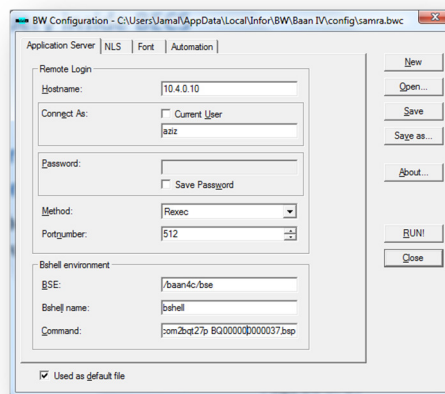 BW Configuration - C:\Users\Jamal\AppData\Local\Infor\BW\Baan IV\config\samra.bwc
Application Server NLS Font Automation
Remote Login
Hostname: 10.4.0.10
Connect As: Current User
aziz
Password:
Save Password
Method: Rexec
Portnumber: 512
Bshell environment
BSE: /baan4c/bse
Bshell name: bshell
Command: com2bqt27p BQ000000000037,bsp
Used as default file
New
Open...
Save
Save as...
About...
RUN!
Close